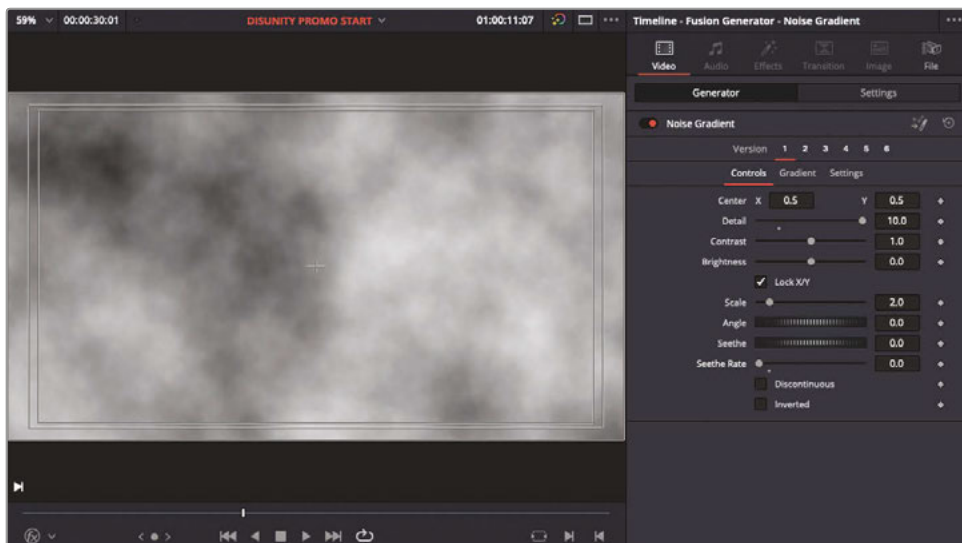 59% 00:00:30:01 DISUNITY PROMO START 01:00:11:07
Timeline - Fusion Generator - Noise Gradient
Video Audio Effects Transition Image File
Generator Settings
Noise Gradient
Version 1 2 3 4 5 6
Controls Gradient Settings
Center X 0.5 Y 0.5
Detail 10.0
Contrast 1.0
Brightness 0.0
Lock X/Y
Scale 2.0
Angle 0.0
Seethe 0.0
Seethe Rate 0.0
Discontinuous
Inverted
fx